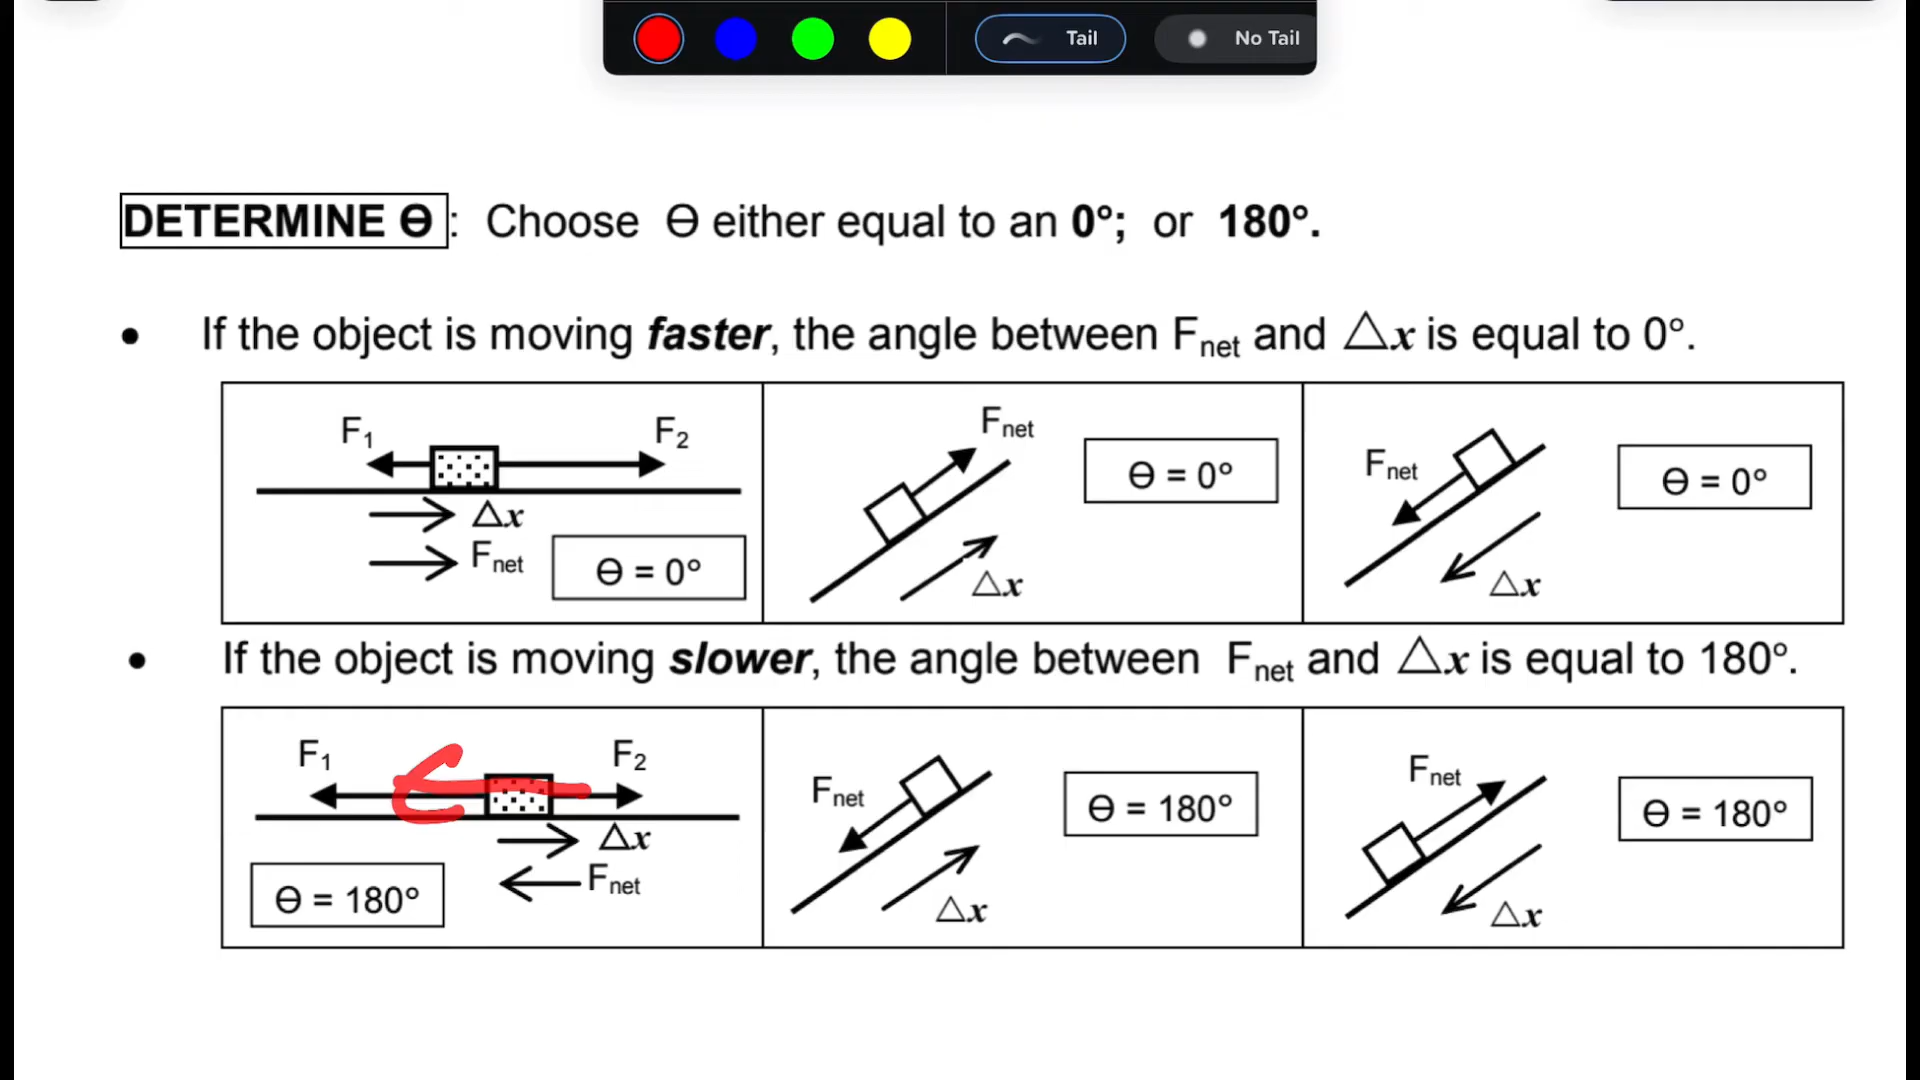 Tail No Tail
DETERMINE Ө : Choose Ө either equal to an 0°; or 180°.
• If the object is moving faster, the angle between Fnet and △x is equal to 0°.
F1 F2
△x
Fnet
Ө = 0°
Fnet
Ө = 0°
△x
Fnet
Ө = 0°
△x
• If the object is moving slower, the angle between Fnet and △x is equal to 180°.
F1 F2
△x
Fnet
Ө = 180°
Fnet
Ө = 180°
△x
Fnet
Ө = 180°
△x